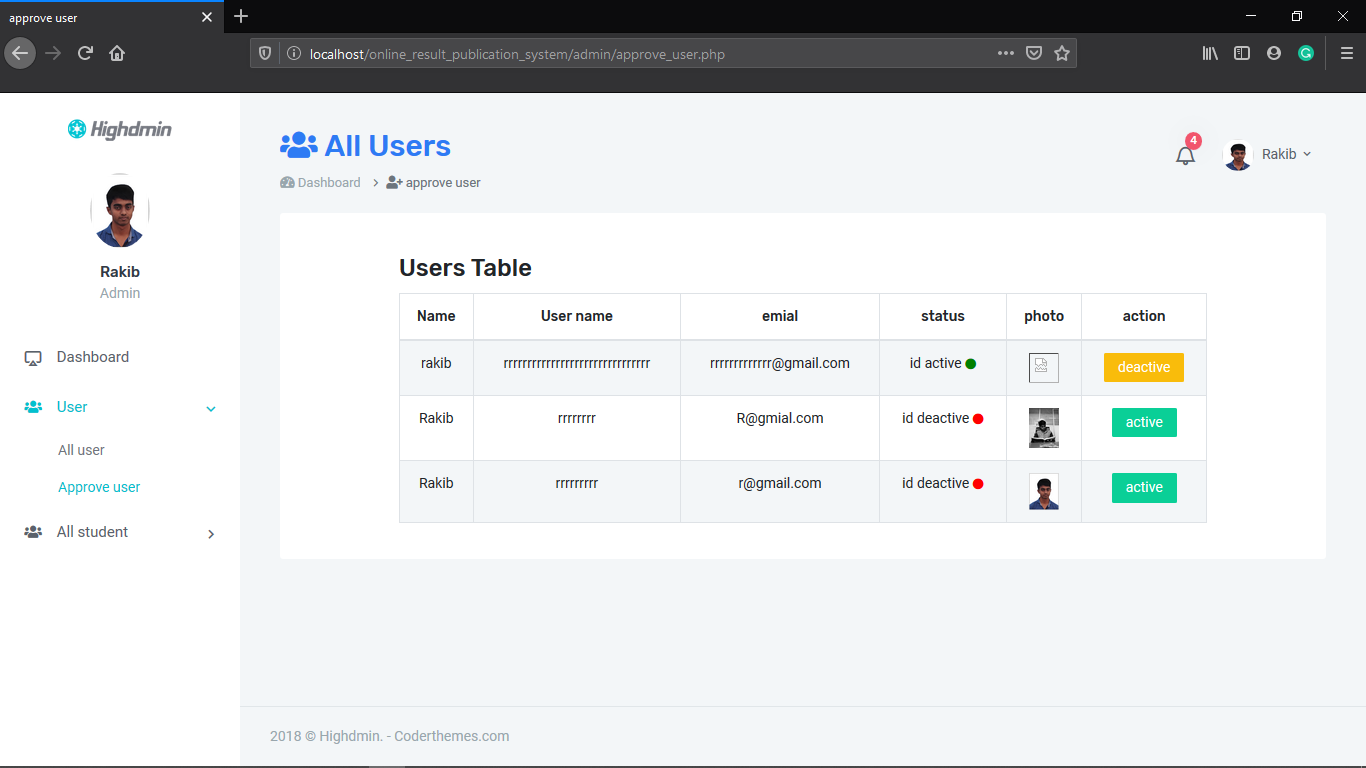 approve user
localhost/online_result_publication_system/admin/approve_user.php
Highdmin
Rakib
Admin
Dashboard
User
All user
Approve user
All student
All Users
Dashboard > approve user
4
Rakib
Users Table
Name User name emial status photo action
rakib rrrrrrrrrrrrrrrrrrrrrrrrrrrrrrr rrrrrrrrrrrrr@gmail.com id active deactive
Rakib rrrrrrrr R@gmial.com id deactive active
Rakib rrrrrrrrr r@gmail.com id deactive active
2018 © Highdmin. - Coderthemes.com